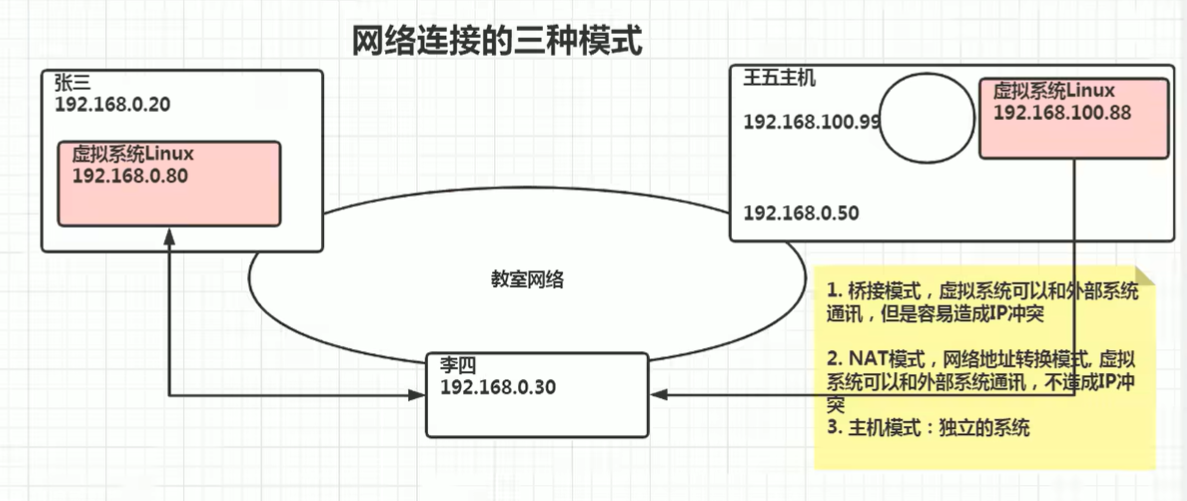 网络连接的三种模式
张三
192.168.0.20
虚拟系统Linux
192.168.0.80
王五主机
192.168.100.99
虚拟系统Linux
192.168.100.88
192.168.0.50
教室网络
李四
192.168.0.30
1. 桥接模式，虚拟系统可以和外部系统
通讯，但是容易造成IP冲突
2. NAT模式，网络地址转换模式, 虚拟
系统可以和外部系统通讯，不造成IP冲
突
3. 主机模式：独立的系统